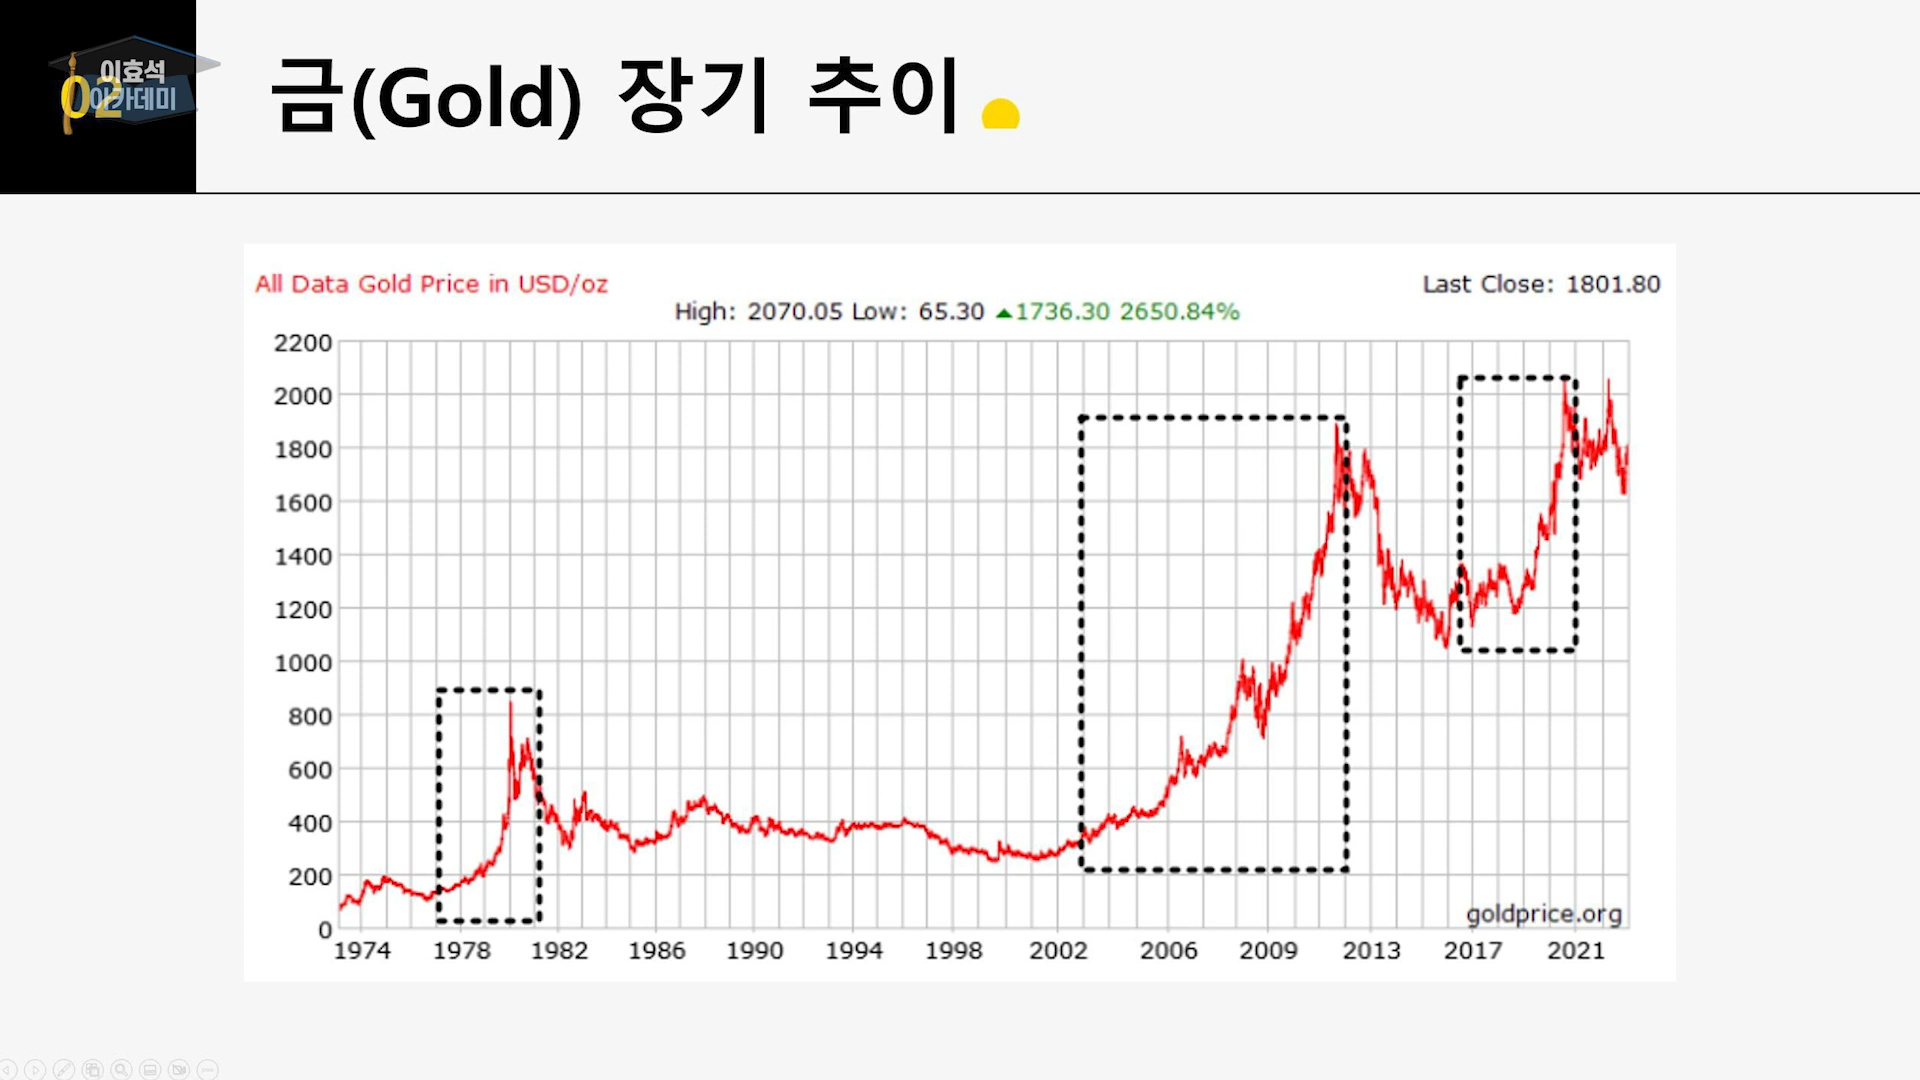 이효석
02
아카데미
금(Gold) 장기 추이
All Data Gold Price in USD/oz
Last Close: 1801.80
High: 2070.05 Low: 65.30 ▲1736.30 2650.84%
2200
2000
1800
1600
1400
1200
1000
800
600
400
200
0
goldprice.org
1974 1978 1982 1986 1990 1994 1998 2002 2006 2009 2013 2017 2021